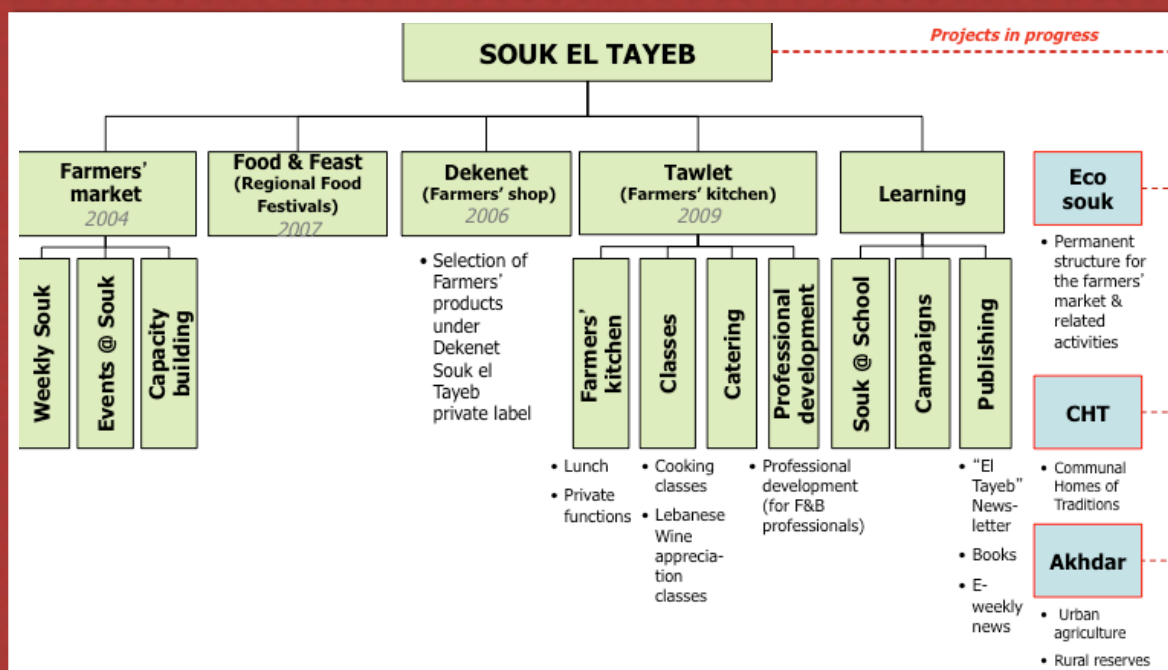 Projects in progress
SOUK EL TAYEB
Farmers’
market
2004
Food & Feast
(Regional Food
Festivals)
2007
Dekenet
(Farmers’ shop)
2006
Tawlet
(Farmers’ kitchen)
2009
Learning
Eco
souk
• Permanent
structure for
the farmers’
market &
related
activities
Weekly Souk
Events @ Souk
Capacity
building
• Selection of
Farmers’
products
under
Dekenet
Souk el
Tayeb
private label
Farmers’
kitchen
Classes
Catering
Professional
development
Souk @ School
Campaigns
Publishing
• Lunch
• Private
functions
• Cooking
classes
• Lebanese
Wine
apprecia-
tion
classes
• Professional
development
(for F&B
professionals)
• “El
Tayeb”
News-
letter
• Books
• E-
weekly
news
CHT
• Communal
Homes of
Traditions
Akhdar
• Urban
agriculture
• Rural reserves